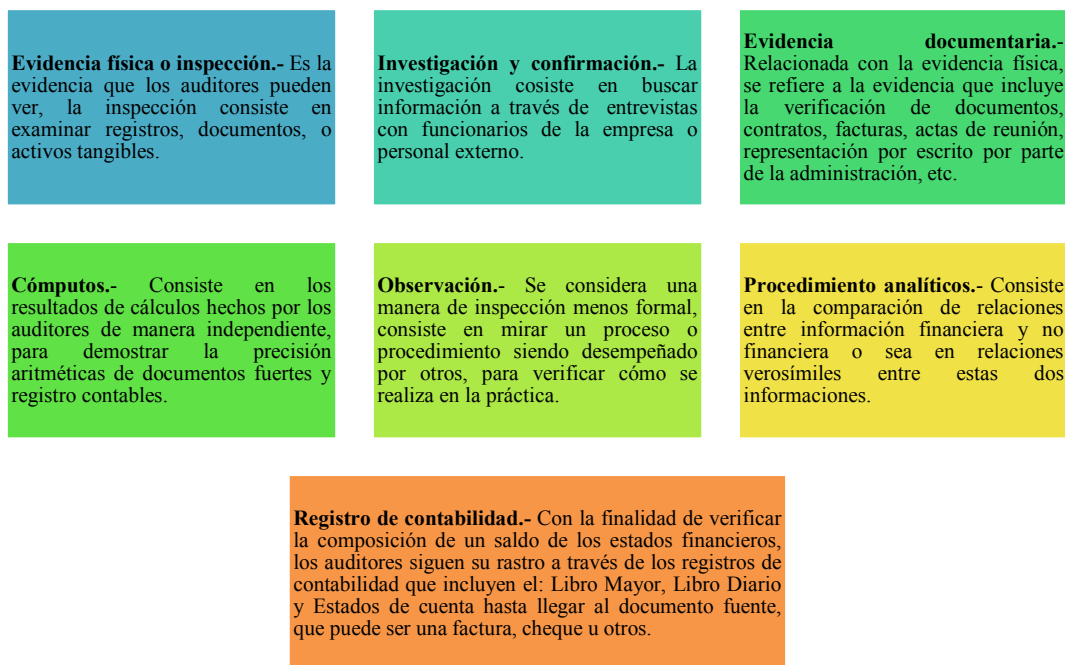 Evidencia física o inspección.- Es la
evidencia que los auditores pueden
ver, la inspección consiste en
examinar registros, documentos, o
activos tangibles.
Investigación y confirmación.- La
investigación cosiste en buscar
información a través de entrevistas
con funcionarios de la empresa o
personal externo.
Evidencia documentaria.-
Relacionada con la evidencia física,
se refiere a la evidencia que incluye
la verificación de documentos,
contratos, facturas, actas de reunión,
representación por escrito por parte
de la administración, etc.
Cómputos.- Consiste en los
resultados de cálculos hechos por los
auditores de manera independiente,
para demostrar la precisión
aritméticas de documentos fuertes y
registro contables.
Observación.- Se considera una
manera de inspección menos formal,
consiste en mirar un proceso o
procedimiento siendo desempeñado
por otros, para verificar cómo se
realiza en la práctica.
Procedimiento analíticos.- Consiste
en la comparación de relaciones
entre información financiera y no
financiera o sea en relaciones
verosímiles entre estas dos
informaciones.
Registro de contabilidad.- Con la finalidad de verificar
la composición de un saldo de los estados financieros,
los auditores siguen su rastro a través de los registros de
contabilidad que incluyen el: Libro Mayor, Libro Diario
y Estados de cuenta hasta llegar al documento fuente,
que puede ser una factura, cheque u otros.